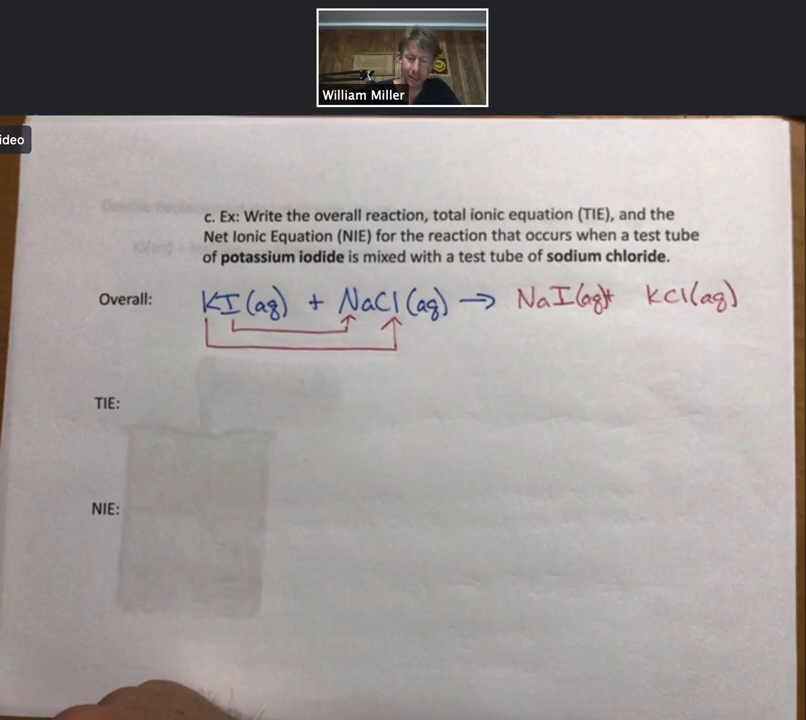 William Miller
ideo
c. Ex: Write the overall reaction, total ionic equation (TIE), and the
Net Ionic Equation (NIE) for the reaction that occurs when a test tube
of potassium iodide is mixed with a test tube of sodium chloride.
Overall: KI(aq) + NaCl(aq) → NaI(aq)+ KCl(aq)
TIE:
NIE: